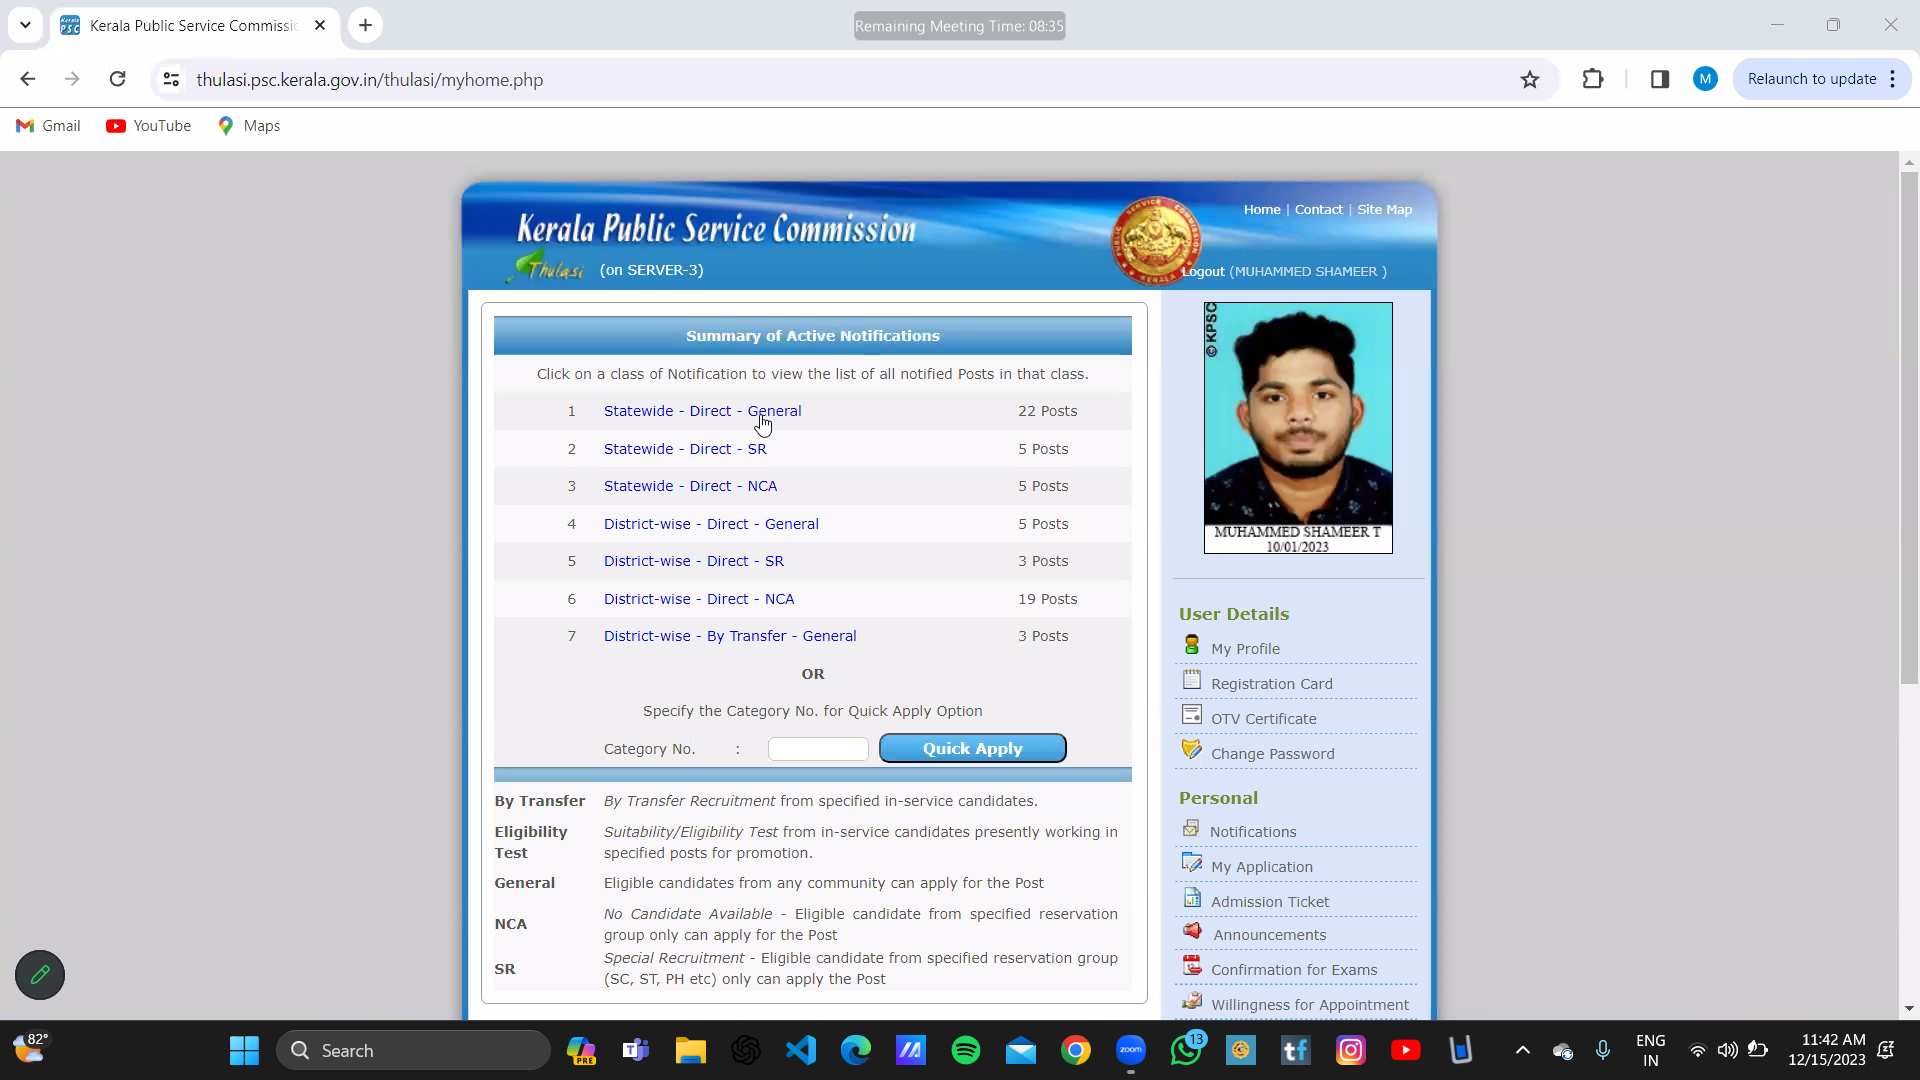 Kerala Public Service Commissi
Remaining Meeting Time: 08:35
thulasi.psc.kerala.gov.in/thulasi/myhome.php
M
Relaunch to update
Gmail
YouTube
Maps
Kerala Public Service Commission
Thulasi
(on SERVER-3)
Home | Contact | Site Map
Logout (MUHAMMED SHAMEER )
Summary of Active Notifications
Click on a class of Notification to view the list of all notified Posts in that class.
1 Statewide - Direct - General 22 Posts
2 Statewide - Direct - SR 5 Posts
3 Statewide - Direct - NCA 5 Posts
4 District-wise - Direct - General 5 Posts
5 District-wise - Direct - SR 3 Posts
6 District-wise - Direct - NCA 19 Posts
7 District-wise - By Transfer - General 3 Posts
OR
Specify the Category No. for Quick Apply Option
Category No. : Quick Apply
By Transfer By Transfer Recruitment from specified in-service candidates.
Eligibility Test Suitability/Eligibility Test from in-service candidates presently working in
specified posts for promotion.
General Eligible candidates from any community can apply for the Post
NCA No Candidate Available - Eligible candidate from specified reservation
group only can apply for the Post
SR Special Recruitment - Eligible candidate from specified reservation group
(SC, ST, PH etc) only can apply the Post
© KPSC
MUHAMMED SHAMEER T
10/01/2023
User Details
My Profile
Registration Card
OTV Certificate
Change Password
Personal
Notifications
My Application
Admission Ticket
Announcements
Confirmation for Exams
Willingness for Appointment
82°
Search
PRE
zoom
13
tf
ENG
IN
11:42 AM
12/15/2023